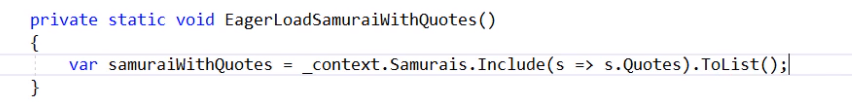 private static void EagerLoadSamuraiWithQuotes()
{
    var samuraiWithQuotes = _context.Samurais.Include(s => s.Quotes).ToList();
}